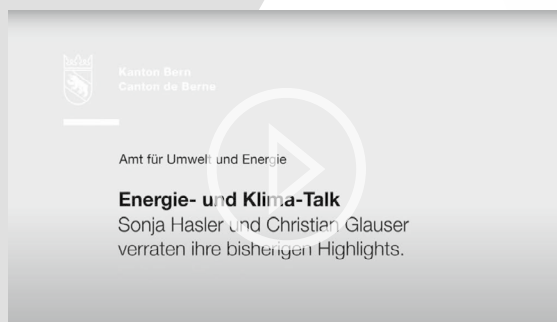 Kanton Bern
Canton de Berne
Amt für Umwelt und Energie
Energie- und Klima-Talk
Sonja Hasler und Christian Glauser
verraten ihre bisherigen Highlights.